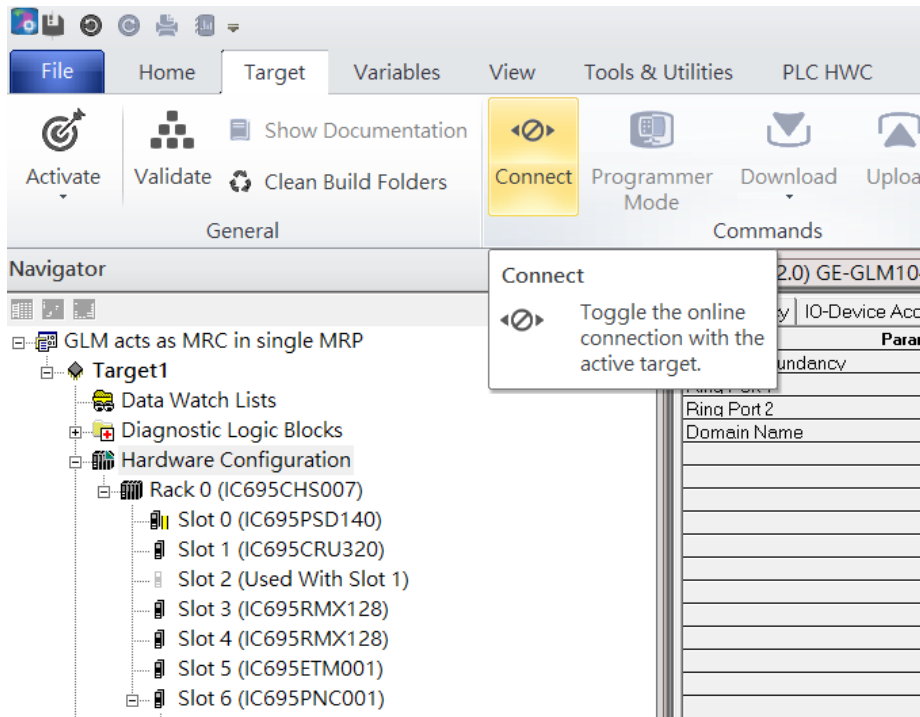 File Home Target Variables View Tools & Utilities PLC HWC
Show Documentation
Activate Validate Clean Build Folders Connect Programmer Mode Download
General Commands
Navigator
Connect
Toggle the online
connection with the
active target.
2.0) GE-GLM10
IO-Device Acc
Para
undancy
Ring Port 2
Domain Name
GLM acts as MRC in single MRP
Target1
Data Watch Lists
Diagnostic Logic Blocks
Hardware Configuration
Rack 0 (IC695CHS007)
Slot 0 (IC695PSD140)
Slot 1 (IC695CRU320)
Slot 2 (Used With Slot 1)
Slot 3 (IC695RMX128)
Slot 4 (IC695RMX128)
Slot 5 (IC695ETM001)
Slot 6 (IC695PNC001)